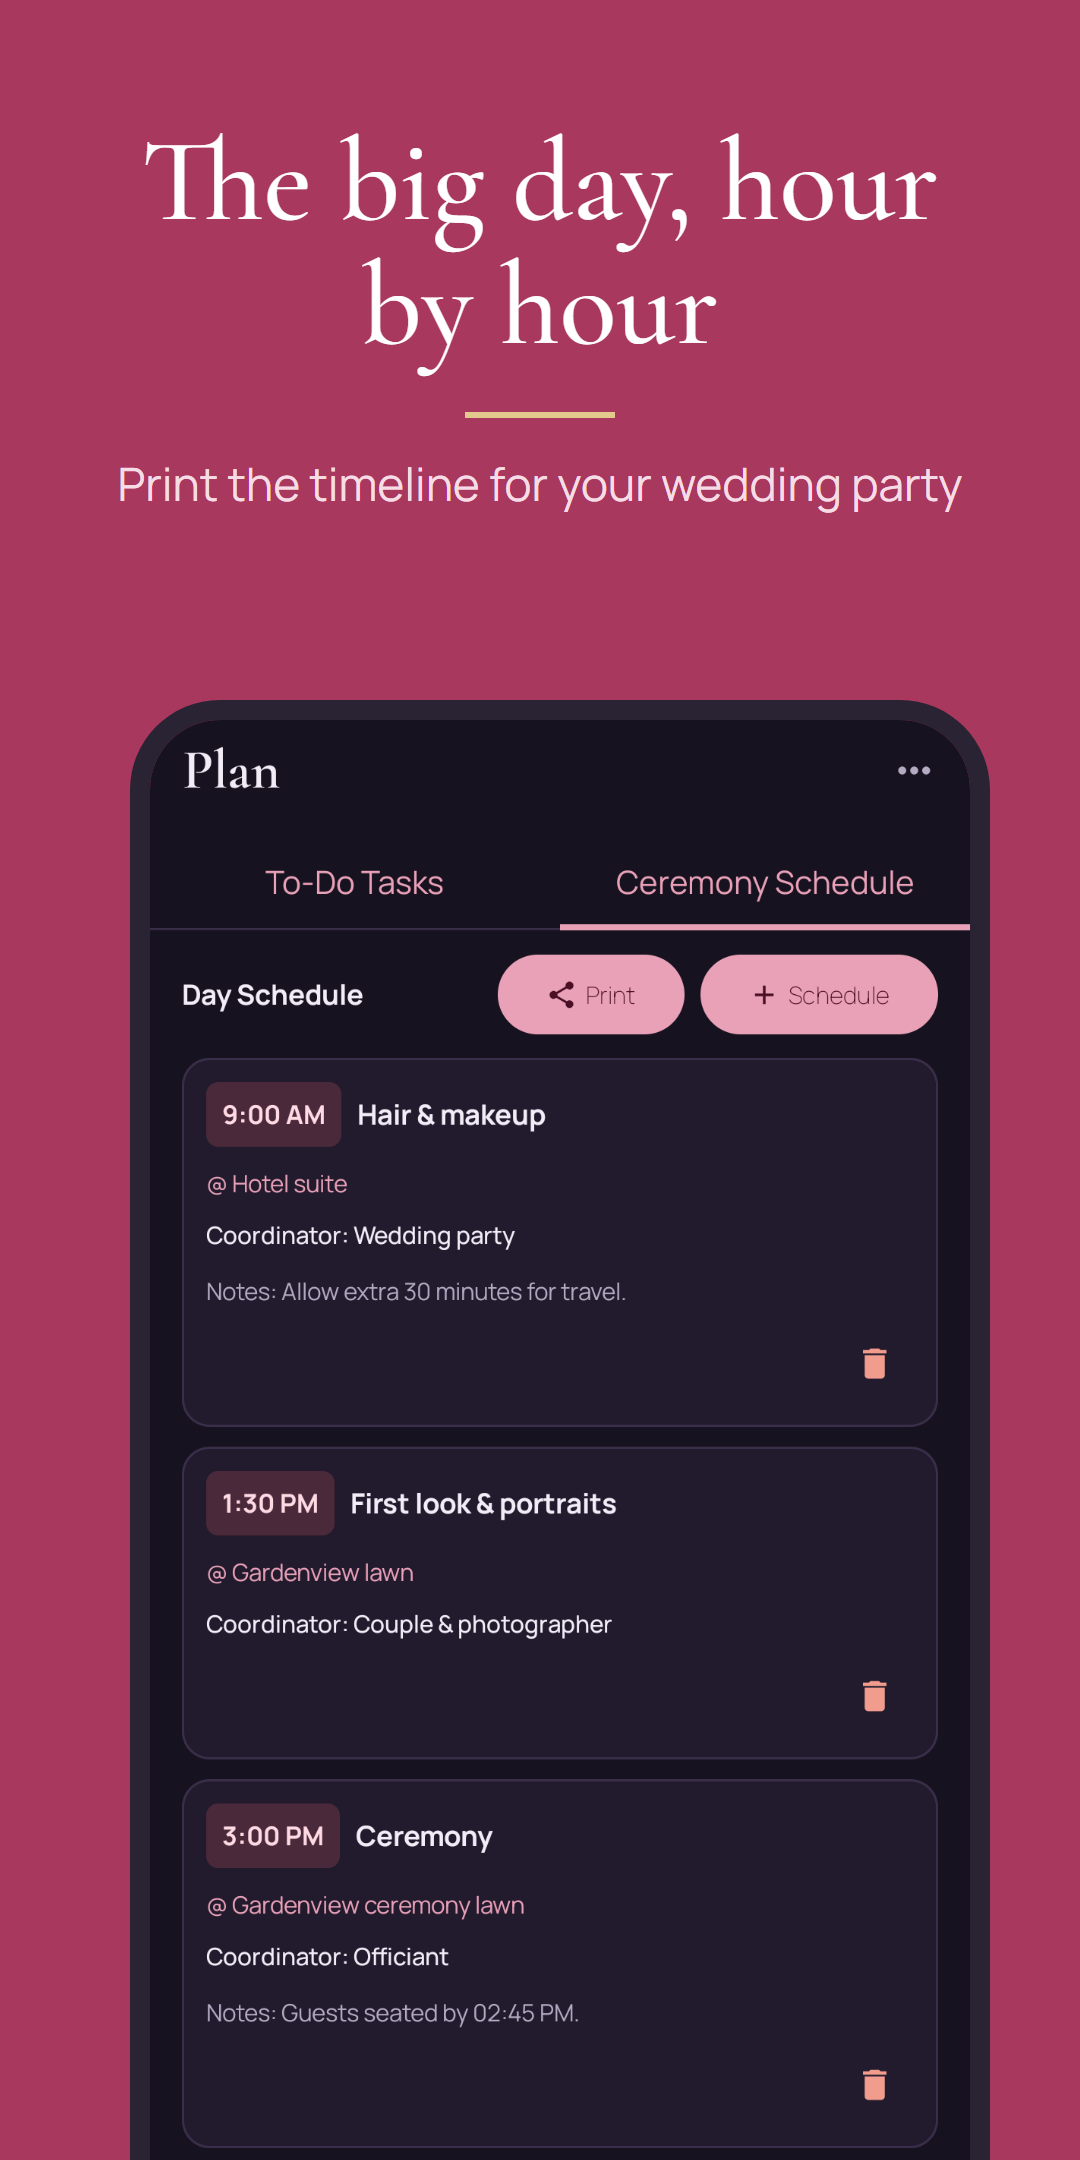 The big day, hour
by hour
Print the timeline for your wedding party
Plan
To-Do Tasks
Ceremony Schedule
Day Schedule
Print
+ Schedule
9:00 AM
Hair & makeup
@ Hotel suite
Coordinator: Wedding party
Notes: Allow extra 30 minutes for travel.
1:30 PM
First look & portraits
@ Gardenview lawn
Coordinator: Couple & photographer
3:00 PM
Ceremony
@ Gardenview ceremony lawn
Coordinator: Officiant
Notes: Guests seated by 02:45 PM.